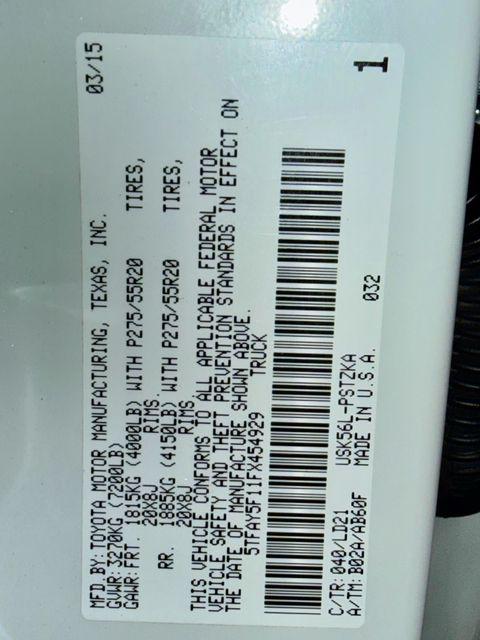 MFD.BY:TOYOTA MOTOR MANUFACTURING, TEXAS, INC. 03/15
GVWR:3270KG (7200LB)
GAWR:FRT. 1815KG (4000LB) WITH P275/55R20 TIRES,
20X8J RIMS.
RR. 1885KG (4150LB) WITH P275/55R20 TIRES,
20X8J RIMS.
THIS VEHICLE CONFORMS TO ALL APPLICABLE FEDERAL MOTOR
VEHICLE SAFETY AND THEFT PREVENTION STANDARDS IN EFFECT ON
THE DATE OF MANUFACTURE SHOWN ABOVE.
5TFAY5F11FX454929 TRUCK
C/TR:040/LD21 USK56L-PSTZKA
A/TM:B02A/AB60F MADE IN U.S.A. 032
1